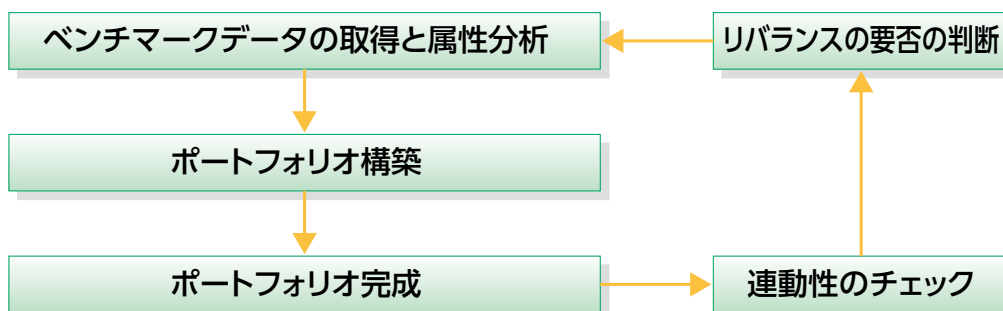 ベンチマークデータの取得と属性分析
リバランスの要否の判断
ポートフォリオ構築
ポートフォリオ完成
連動性のチェック